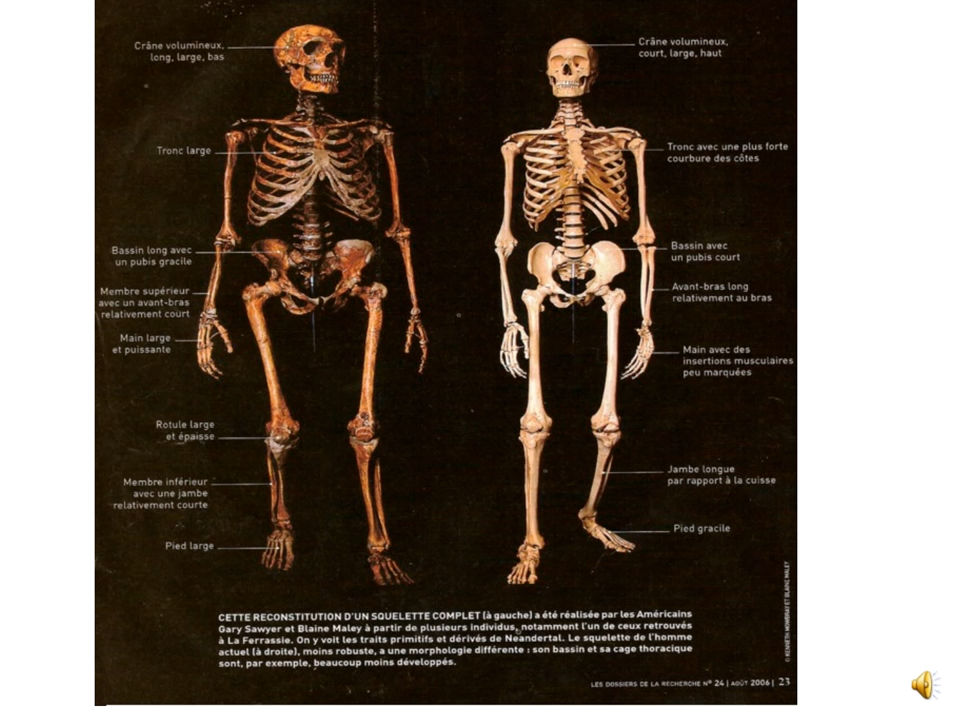 Crâne volumineux,
long, large, bas
Tronc large
Bassin long avec
un pubis gracile
Membre supérieur
avec un avant-bras
relativement court
Main large
et puissante
Rotule large
et épaisse
Membre inférieur
avec une jambe
relativement courte
Pied large
Crâne volumineux,
court, large, haut
Tronc avec une plus forte
courbure des côtes
Bassin avec
un pubis court
Avant-bras long
relativement au bras
Main avec des
insertions musculaires
peu marquées
Jambe longue
par rapport à la cuisse
Pied gracile
CETTE RECONSTITUTION D'UN SQUELETTE COMPLET (à gauche) a été réalisée par les Américains
Gary Sawyer et Blaine Maley à partir de plusieurs individus, notamment l'un de ceux retrouvés
à La Ferrassie. On y voit les traits primitifs et dérivés de Neandertal. Le squelette de l'homme
actuel (à droite), moins robuste, a une morphologie différente : son bassin et sa cage thoracique
sont, par exemple, beaucoup moins développés.
LES DOSSIERS DE LA RECHERCHE Nº 24 | AOÛT 2006 | 23
© KENNETH MOWBRAY ET BLAINE MALEY